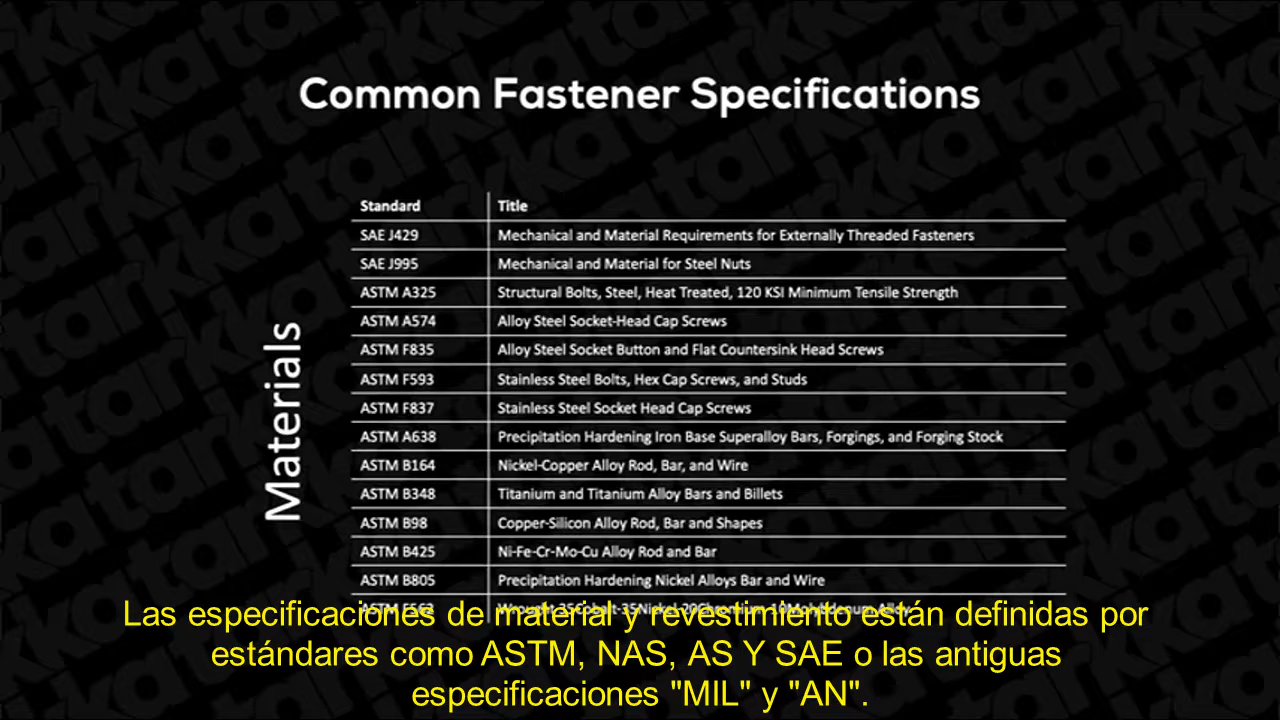 Common Fastener Specifications
Materials
Standard Title
SAE J429 Mechanical and Material Requirements for Externally Threaded Fasteners
SAE J995 Mechanical and Material for Steel Nuts
ASTM A325 Structural Bolts, Steel, Heat Treated, 120 KSI Minimum Tensile Strength
ASTM A574 Alloy Steel Socket-Head Cap Screws
ASTM F835 Alloy Steel Socket Button and Flat Countersink Head Screws
ASTM F593 Stainless Steel Bolts, Hex Cap Screws, and Studs
ASTM F837 Stainless Steel Socket Head Cap Screws
ASTM A638 Precipitation Hardening Iron Base Superalloy Bars, Forgings, and Forging Stock
ASTM B164 Nickel-Copper Alloy Rod, Bar, and Wire
ASTM B348 Titanium and Titanium Alloy Bars and Billets
ASTM B98 Copper-Silicon Alloy Rod, Bar and Shapes
ASTM B425 Ni-Fe-Cr-Mo-Cu Alloy Rod and Bar
ASTM B805 Precipitation Hardening Nickel Alloys Bar and Wire
Las especificaciones de material y revestimiento están definidas por
estándares como ASTM, NAS, AS Y SAE o las antiguas
especificaciones "MIL" y "AN".